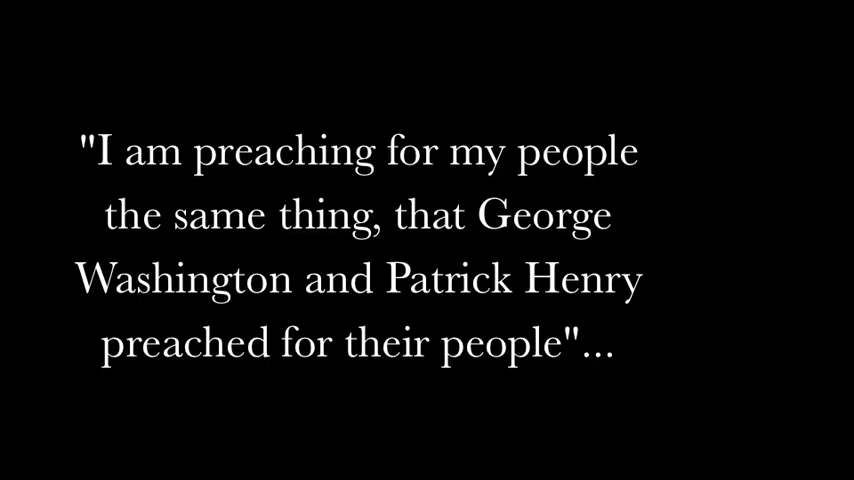 "I am preaching for my people
the same thing, that George
Washington and Patrick Henry
preached for their people"...